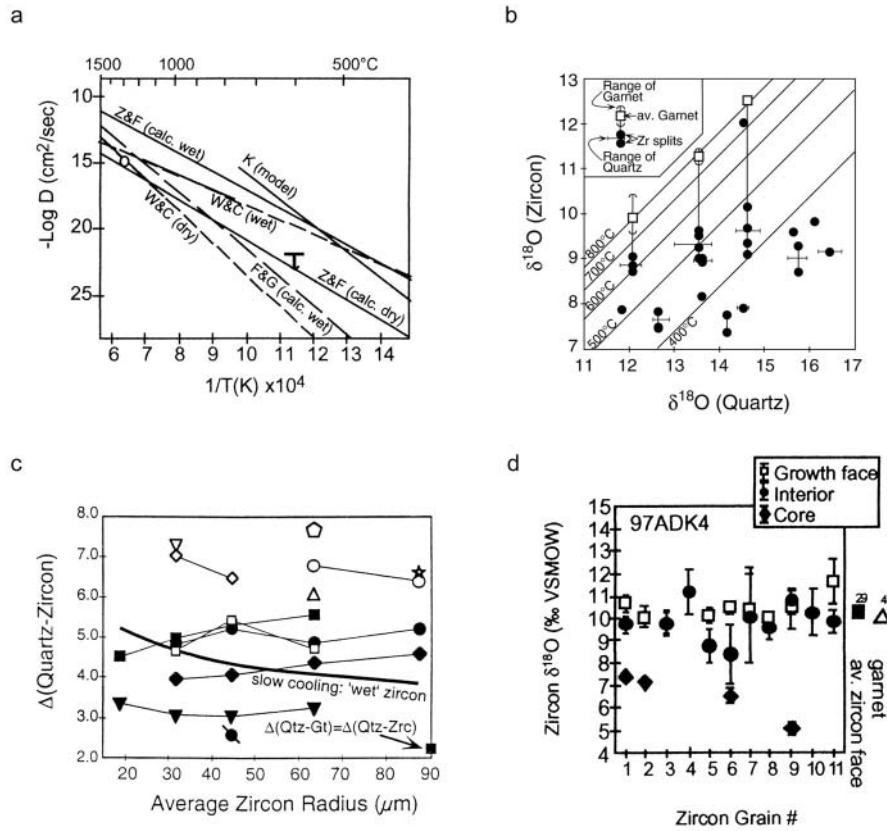 a
1500
1000
500°C
10
15
20
25
-Log D (cm²/sec)
Z&F (calc. wet)
K (model)
W&C (wet)
W&C (dry)
F&G (calc. wet)
Z&F (calc. dry)
6 7 8 9 10 11 12 13 14
1/T(K) x10⁴
b
13
12
11
10
9
8
7
δ¹⁸O (Zircon)
Range of
Garnet
av. Garnet
Zr splits
Range of
Quartz
800°C
700°C
600°C
500°C
400°C
11 12 13 14 15 16 17
δ¹⁸O (Quartz)
c
8.0
7.0
6.0
5.0
4.0
3.0
2.0
Δ(Quartz-Zircon)
slow cooling: 'wet' zircon
Δ(Qtz-Gt)=Δ(Qtz-Zrc)
20 30 40 50 60 70 80 90
Average Zircon Radius (µm)
d
Growth face
Interior
Core
97ADK4
15
14
13
12
11
10
9
8
7
6
5
4
Zircon δ¹⁸O (‰ VSMOW)
1 2 3 4 5 6 7 8 9 10 11
Zircon Grain #
4
garnet
av. zircon face